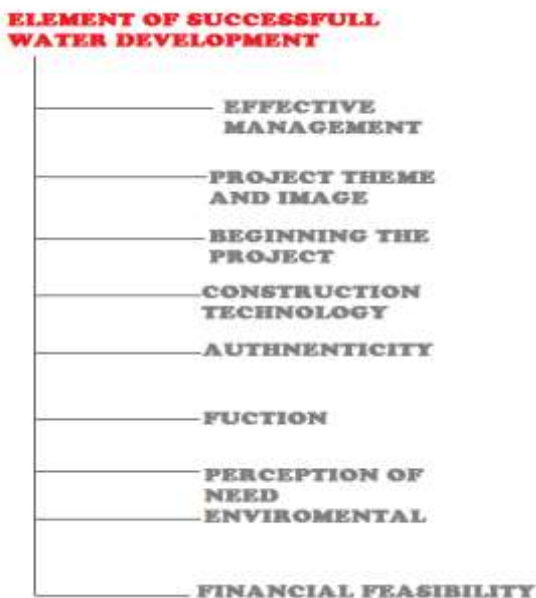 ELEMENT OF SUCCESSFULL
WATER DEVELOPMENT
EFFECTIVE
MANAGEMENT
PROJECT THEME
AND IMAGE
BEGINNING THE
PROJECT
CONSTRUCTION
TECHNOLOGY
AUTHNENTICITY
FUCTION
PERCEPTION OF
NEED
ENVIROMENTAL
FINANCIAL FEASIBILITY